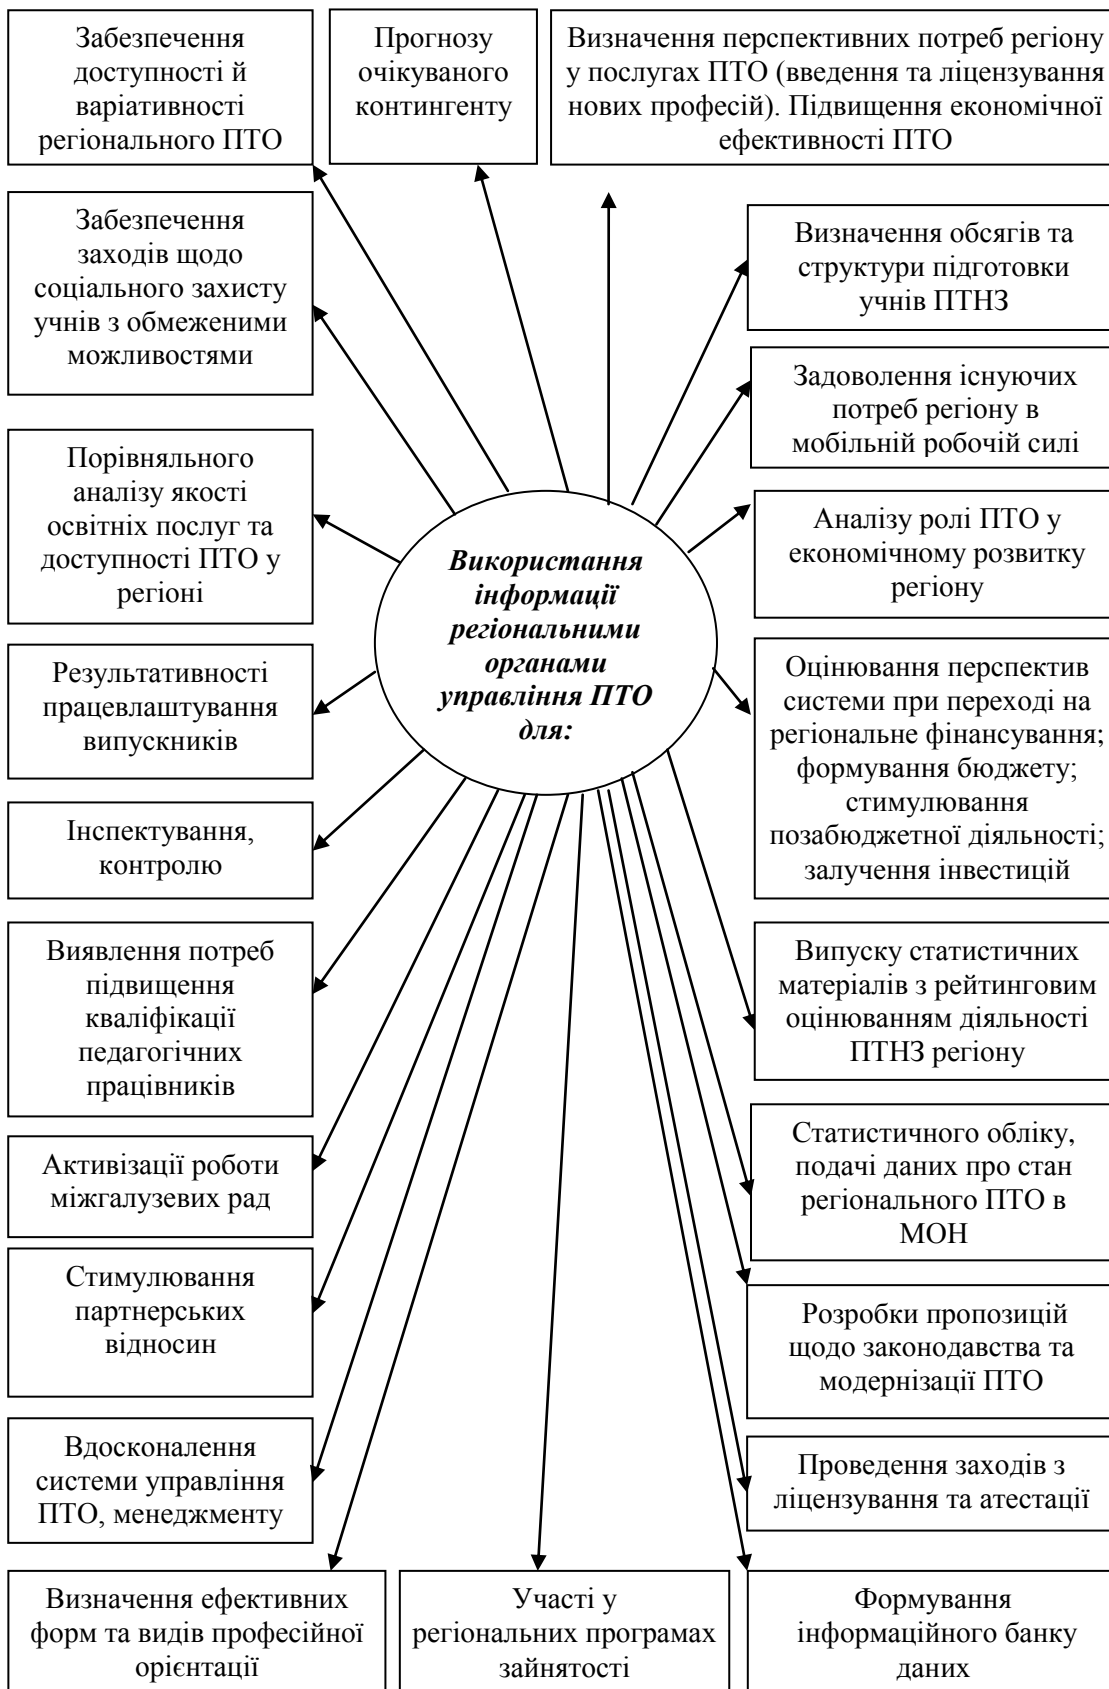 Забезпечення
доступності й
варіативності
регіонального ПТО
Прогнозу
очікуваного
контингенту
Визначення перспективних потреб регіону
у послугах ПТО (введення та ліцензування
нових професій). Підвищення економічної
ефективності ПТО
Забезпечення
заходів щодо
соціального захисту
учнів з обмеженими
можливостями
Визначення обсягів та
структури підготовки
учнів ПТНЗ
Задоволення існуючих
потреб регіону в
мобільній робочій силі
Порівняльного
аналізу якості
освітніх послуг та
доступності ПТО у
регіоні
Аналізу ролі ПТО у
економічному розвитку
регіону
Використання
інформації
регіональними
органами
управління ПТО
для:
Результативності
працевлаштування
випускників
Оцінювання перспектив
системи при переході на
регіональне фінансування;
формування бюджету;
стимулювання
позабюджетної діяльності;
залучення інвестицій
Інспектування,
контролю
Виявлення потреб
підвищення
кваліфікації
педагогічних
працівників
Випуску статистичних
матеріалів з рейтинговим
оцінюванням діяльності
ПТНЗ регіону
Активізації роботи
міжгалузевих рад
Статистичного обліку,
подачі даних про стан
регіонального ПТО в
МОН
Стимулювання
партнерських
відносин
Розробки пропозицій
щодо законодавства та
модернізації ПТО
Вдосконалення
системи управління
ПТО, менеджменту
Проведення заходів з
ліцензування та атестації
Визначення ефективних
форм та видів професійної
орієнтації
Участі у
регіональних програмах
зайнятості
Формування
інформаційного банку
даних